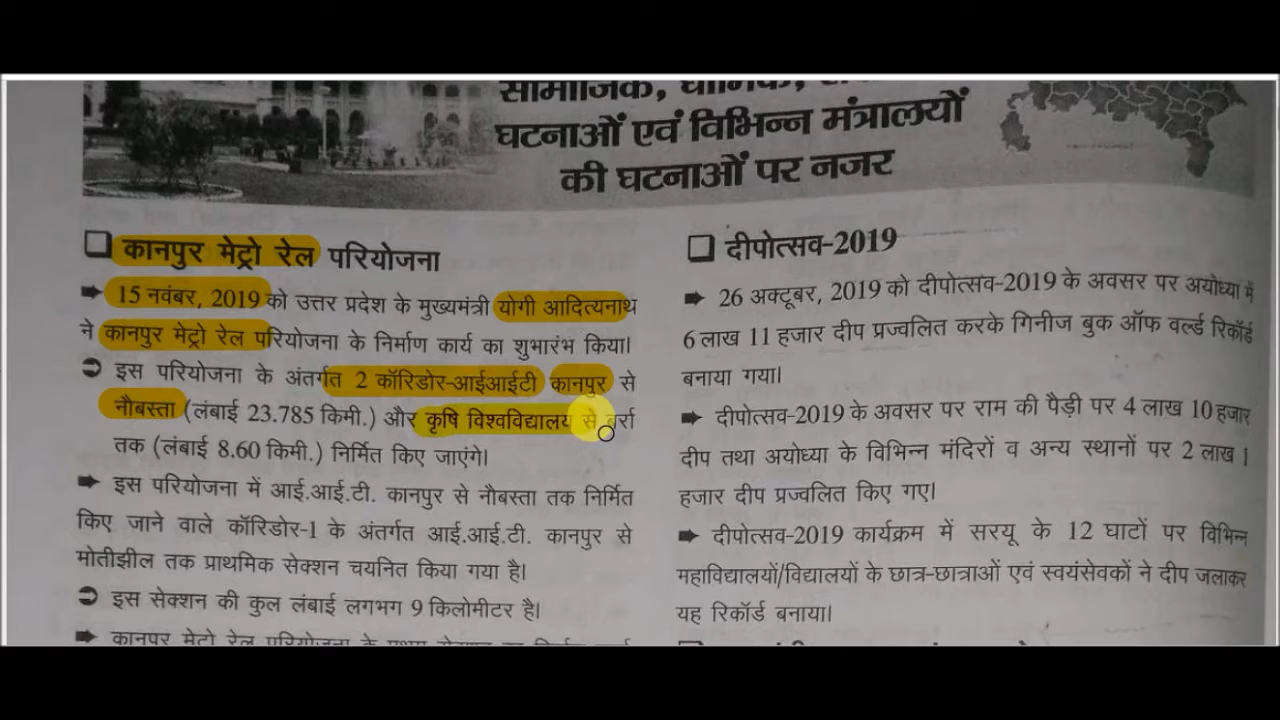 सामाजिक, धार्मिक,
घटनाओं एवं विभिन्न मंत्रालयों
की घटनाओं पर नजर
❑ कानपुर मेट्रो रेल परियोजना
➡ 15 नवंबर, 2019 को उत्तर प्रदेश के मुख्यमंत्री योगी आदित्यनाथ
ने कानपुर मेट्रो रेल परियोजना के निर्माण कार्य का शुभारंभ किया।
➲ इस परियोजना के अंतर्गत 2 कॉरिडोर-आईआईटी कानपुर से
नौबस्ता (लंबाई 23.785 किमी.) और कृषि विश्वविद्यालय से बर्रा
तक (लंबाई 8.60 किमी.) निर्मित किए जाएंगे।
➡ इस परियोजना में आई.आई.टी. कानपुर से नौबस्ता तक निर्मित
किए जाने वाले कॉरिडोर-1 के अंतर्गत आई.आई.टी. कानपुर से
मोतीझील तक प्राथमिक सेक्शन चयनित किया गया है।
➲ इस सेक्शन की कुल लंबाई लगभग 9 किलोमीटर है।
➡ कानपुर मेट्रो रेल परियोजना के
❑ दीपोत्सव-2019
➡ 26 अक्टूबर, 2019 को दीपोत्सव-2019 के अवसर पर अयोध्या में
6 लाख 11 हजार दीप प्रज्वलित करके गिनीज बुक ऑफ वर्ल्ड रिकॉर्ड
बनाया गया।
➡ दीपोत्सव-2019 के अवसर पर राम की पैड़ी पर 4 लाख 10 हजार
दीप तथा अयोध्या के विभिन्न मंदिरों व अन्य स्थानों पर 2 लाख 1
हजार दीप प्रज्वलित किए गए।
➡ दीपोत्सव-2019 कार्यक्रम में सरयू के 12 घाटों पर विभिन्न
महाविद्यालयों/विद्यालयों के छात्र-छात्राओं एवं स्वयंसेवकों ने दीप जलाकर
यह रिकॉर्ड बनाया।